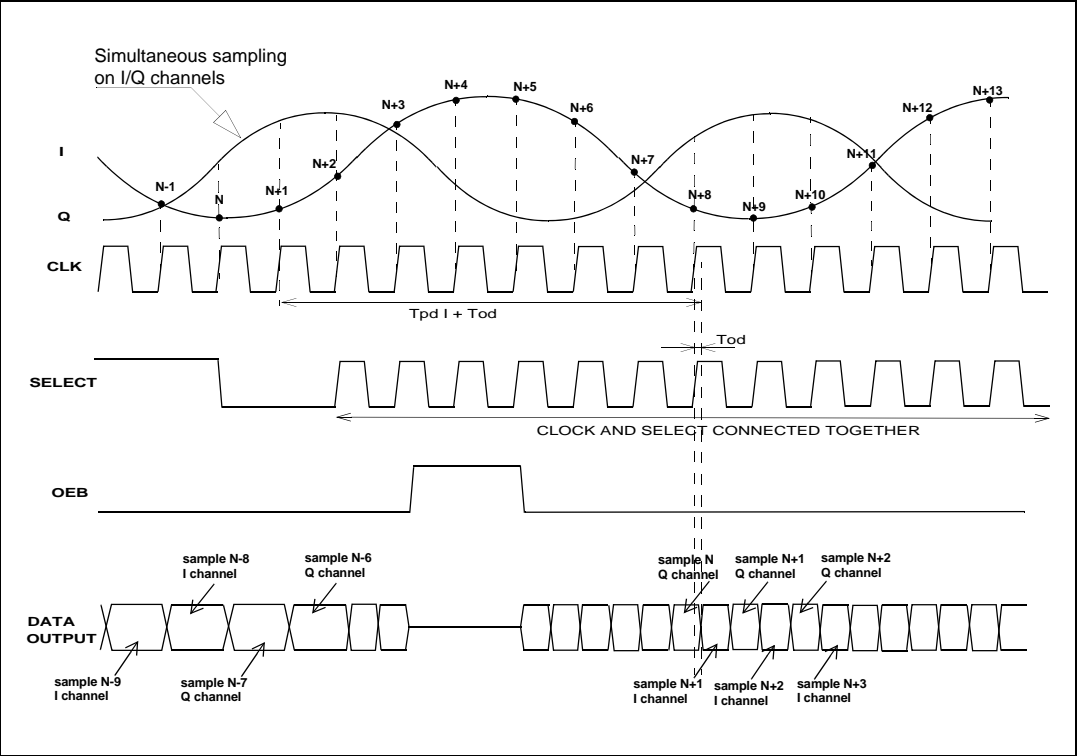 Simultaneous sampling
on I/Q channels
I
Q
N-1
N
N+1
N+2
N+3
N+4
N+5
N+6
N+7
N+8
N+9
N+10
N+11
N+12
N+13
CLK
Tpd I + Tod
Tod
SELECT
CLOCK AND SELECT CONNECTED TOGETHER
OEB
sample N-8
I channel
sample N-6
Q channel
sample N
Q channel
sample N+1
Q channel
sample N+2
Q channel
DATA
OUTPUT
sample N-9
I channel
sample N-7
Q channel
sample N+1
I channel
sample N+2
I channel
sample N+3
I channel